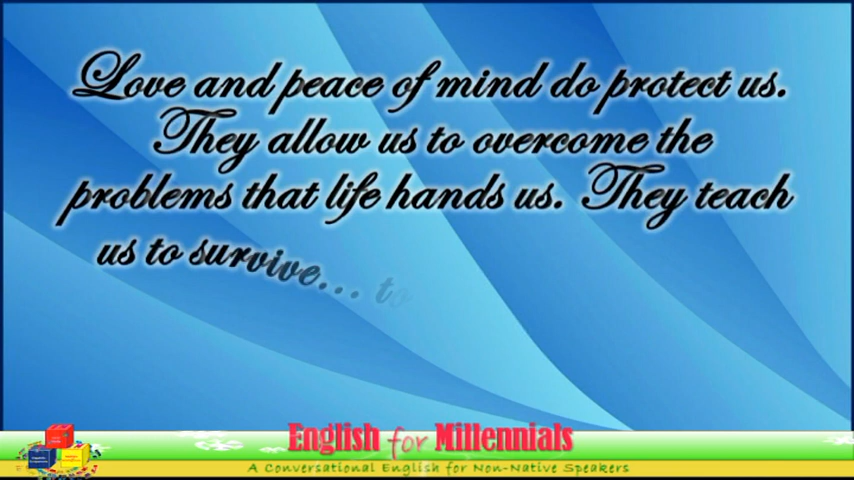 Love and peace of mind do protect us.
They allow us to overcome the
problems that life hands us. They teach
us to survive... to
English for Millennials
A Conversational English for Non-Native Speakers